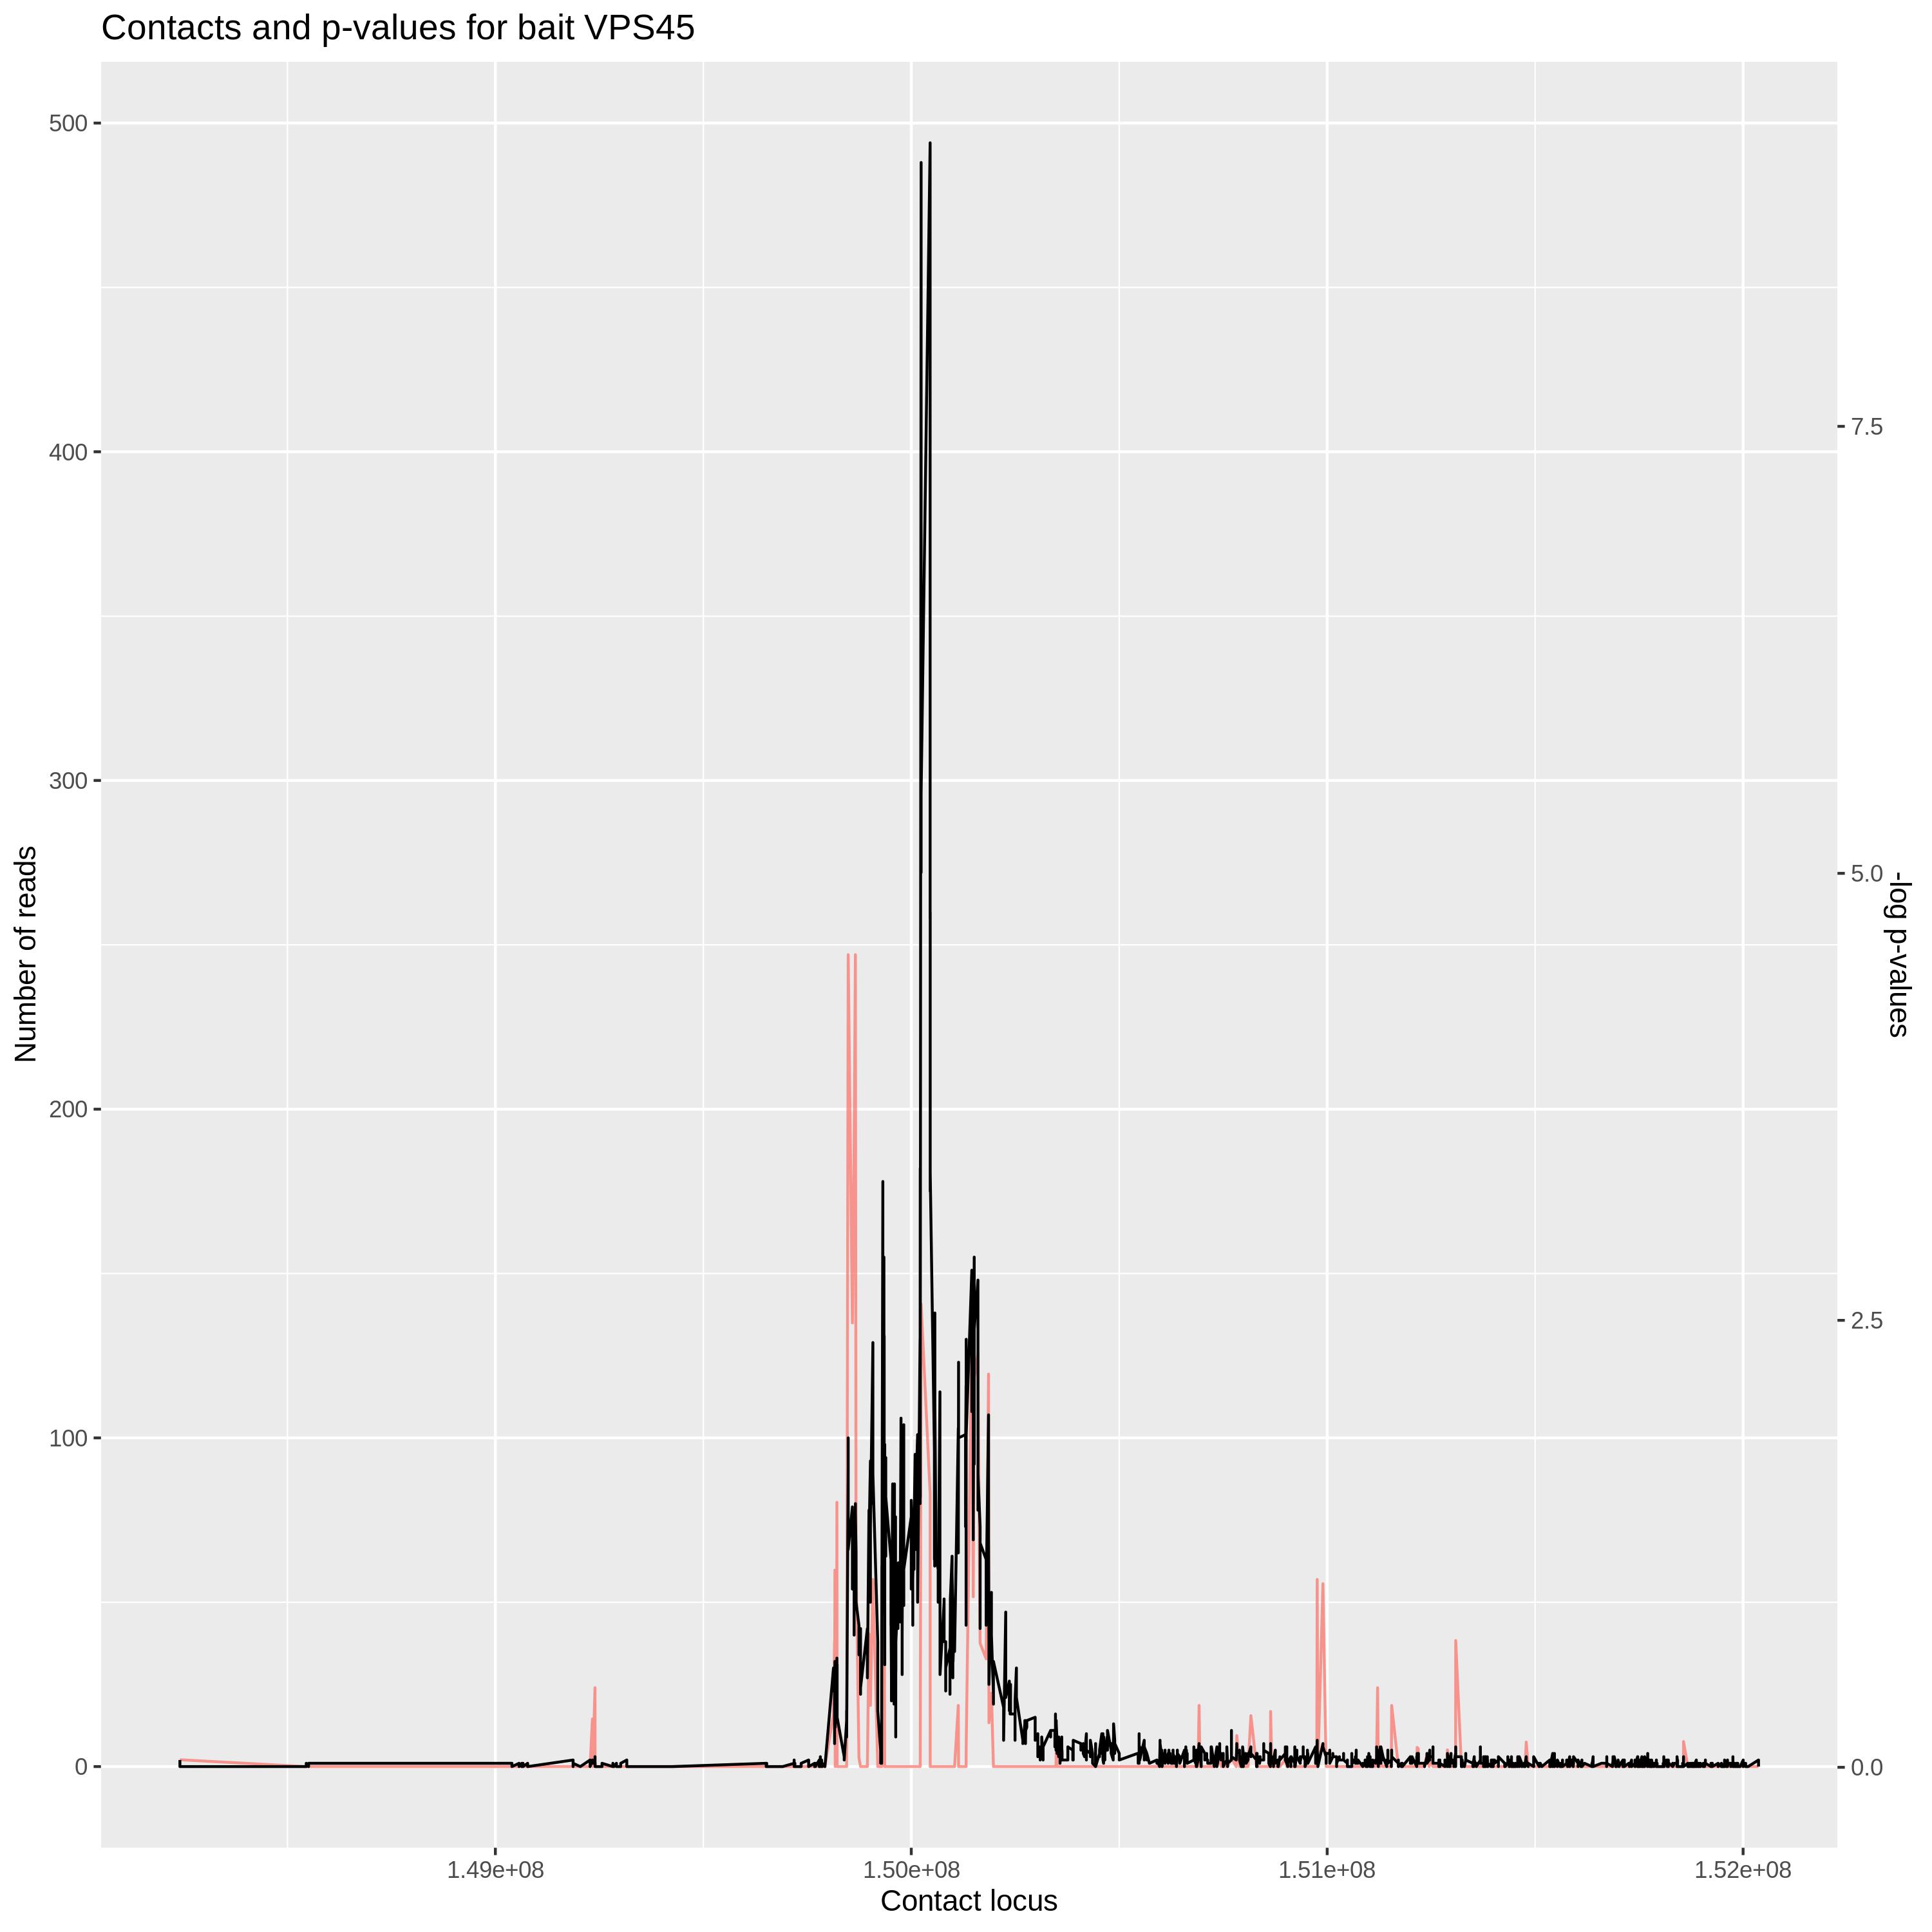 Contacts and p-values for bait VPS45
500
400
300
200
100
0
Number of reads
7.5
5.0
2.5
0.0
-log p-values
1.49e+08
1.50e+08
1.51e+08
1.52e+08
Contact locus